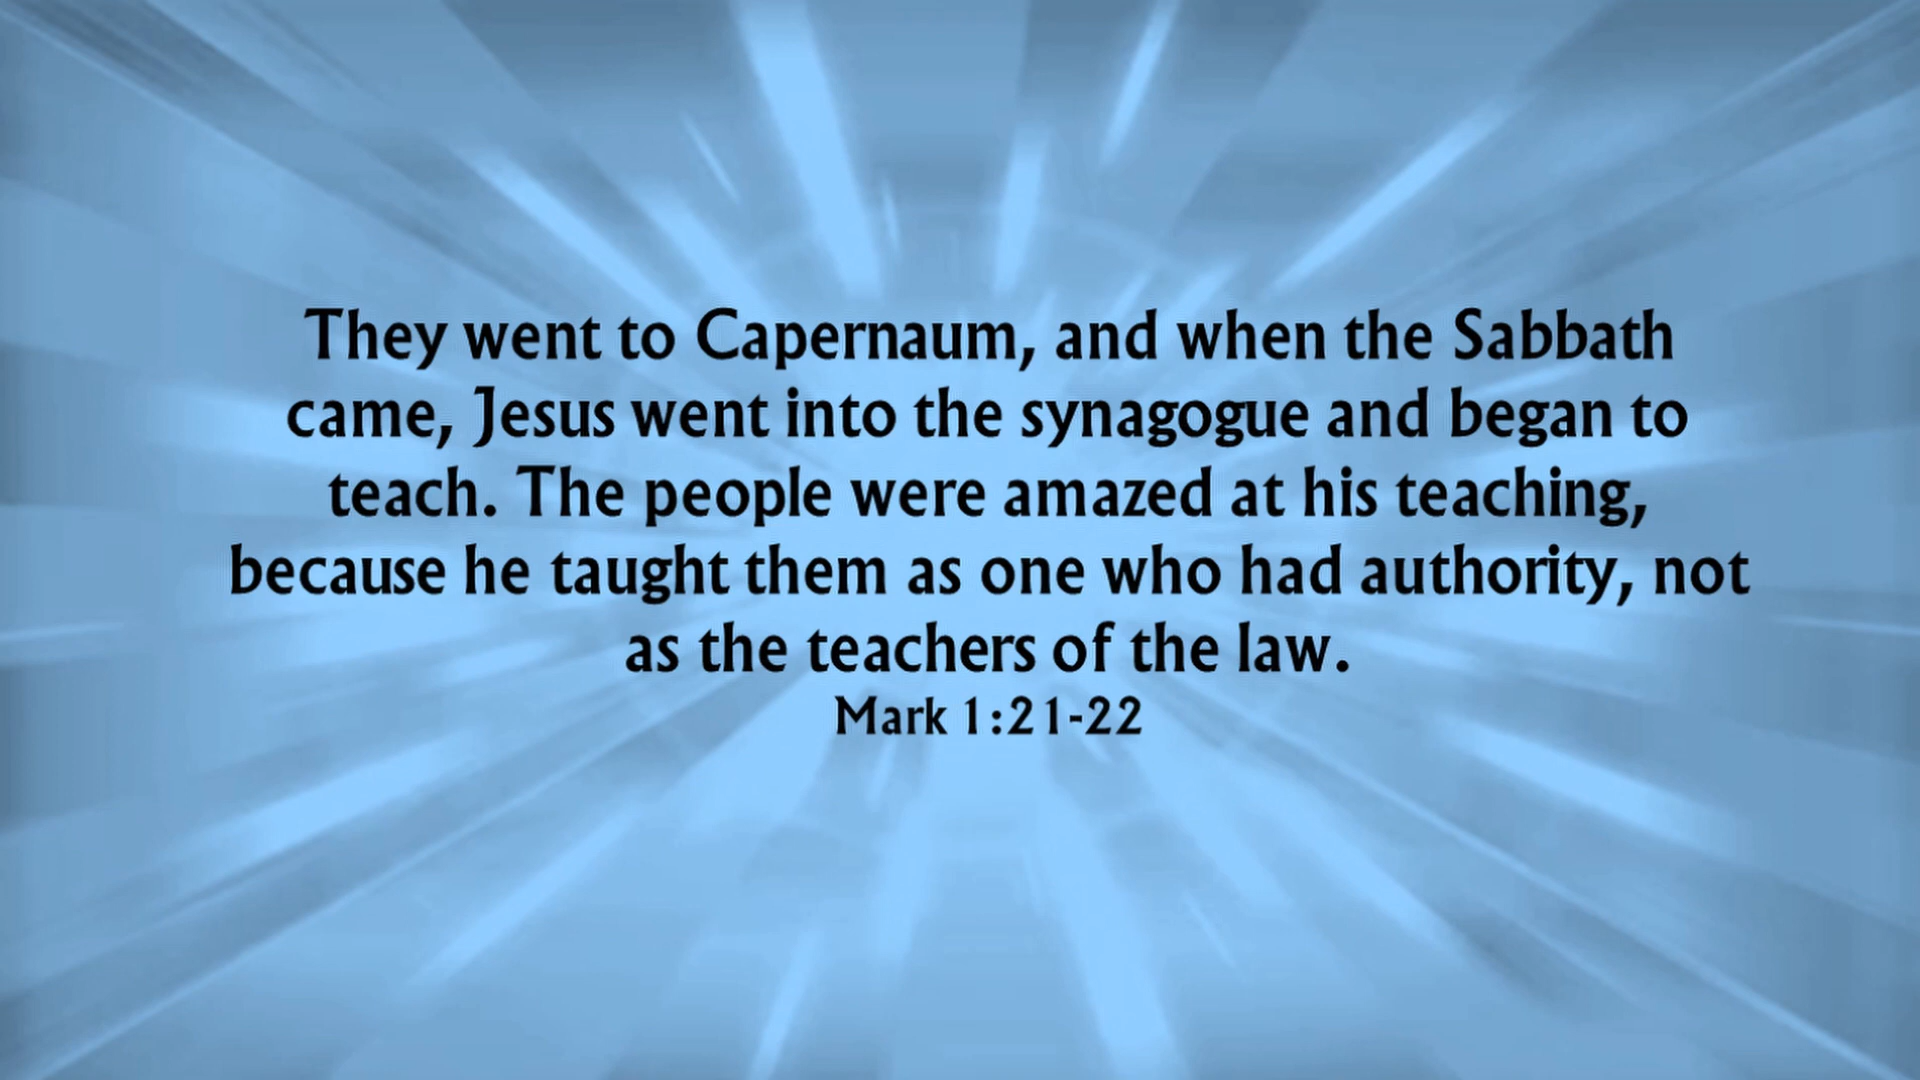 They went to Capernaum, and when the Sabbath
came, Jesus went into the synagogue and began to
teach. The people were amazed at his teaching,
because he taught them as one who had authority, not
as the teachers of the law.
Mark 1:21-22